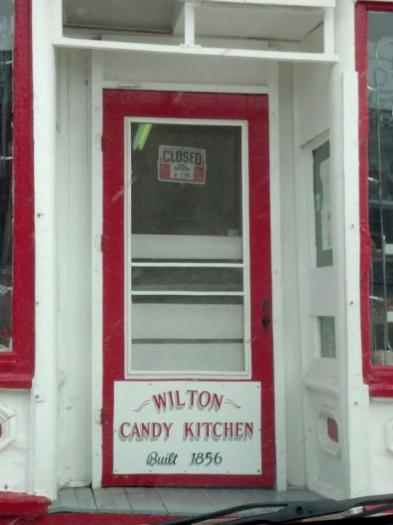 CLOSED
WILTON
CANDY KITCHEN
Built 1856